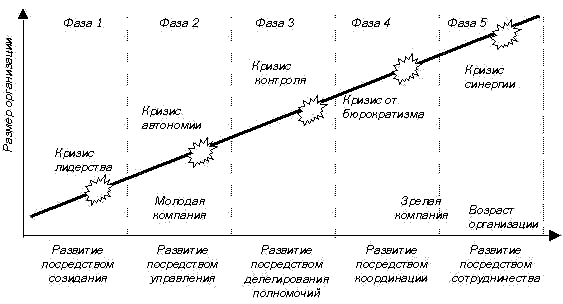 Фаза 1
Фаза 2
Фаза 3
Фаза 4
Фаза 5
Размер организации
Кризис
лидерства
Кризис
автономии
Кризис
контроля
Кризис от
бюрократизма
Кризис
синергии
Молодая
компания
Зрелая
компания
Возраст
организации
Развитие
посредством
созидания
Развитие
посредством
управления
Развитие
посредством
делегирования
полномочий
Развитие
посредством
координации
Развитие
посредством
сотрудничества